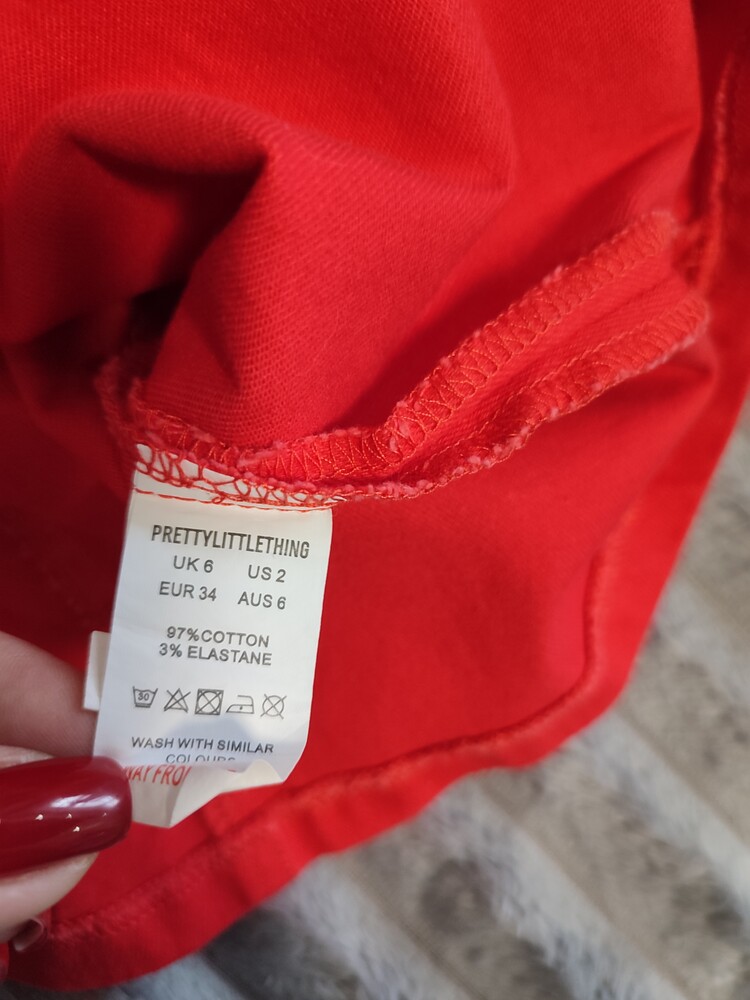 PRETTYLITTLETHING
UK 6 US 2
EUR 34 AUS 6
97%COTTON
3% ELASTANE
30
WASH WITH SIMILAR
COLOURS